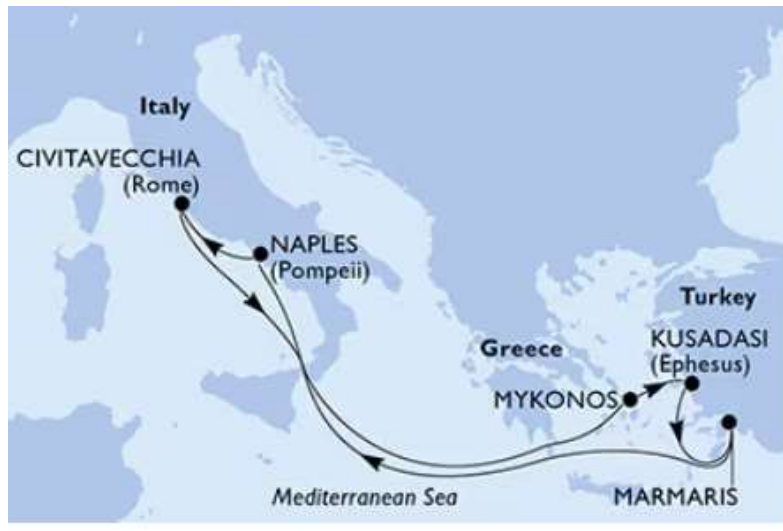 Italy
CIVITAVECCHIA
(Rome)
NAPLES
(Pompeii)
Turkey
KUSADASI
(Ephesus)
Greece
MYKONOS
Mediterranean Sea
MARMARIS